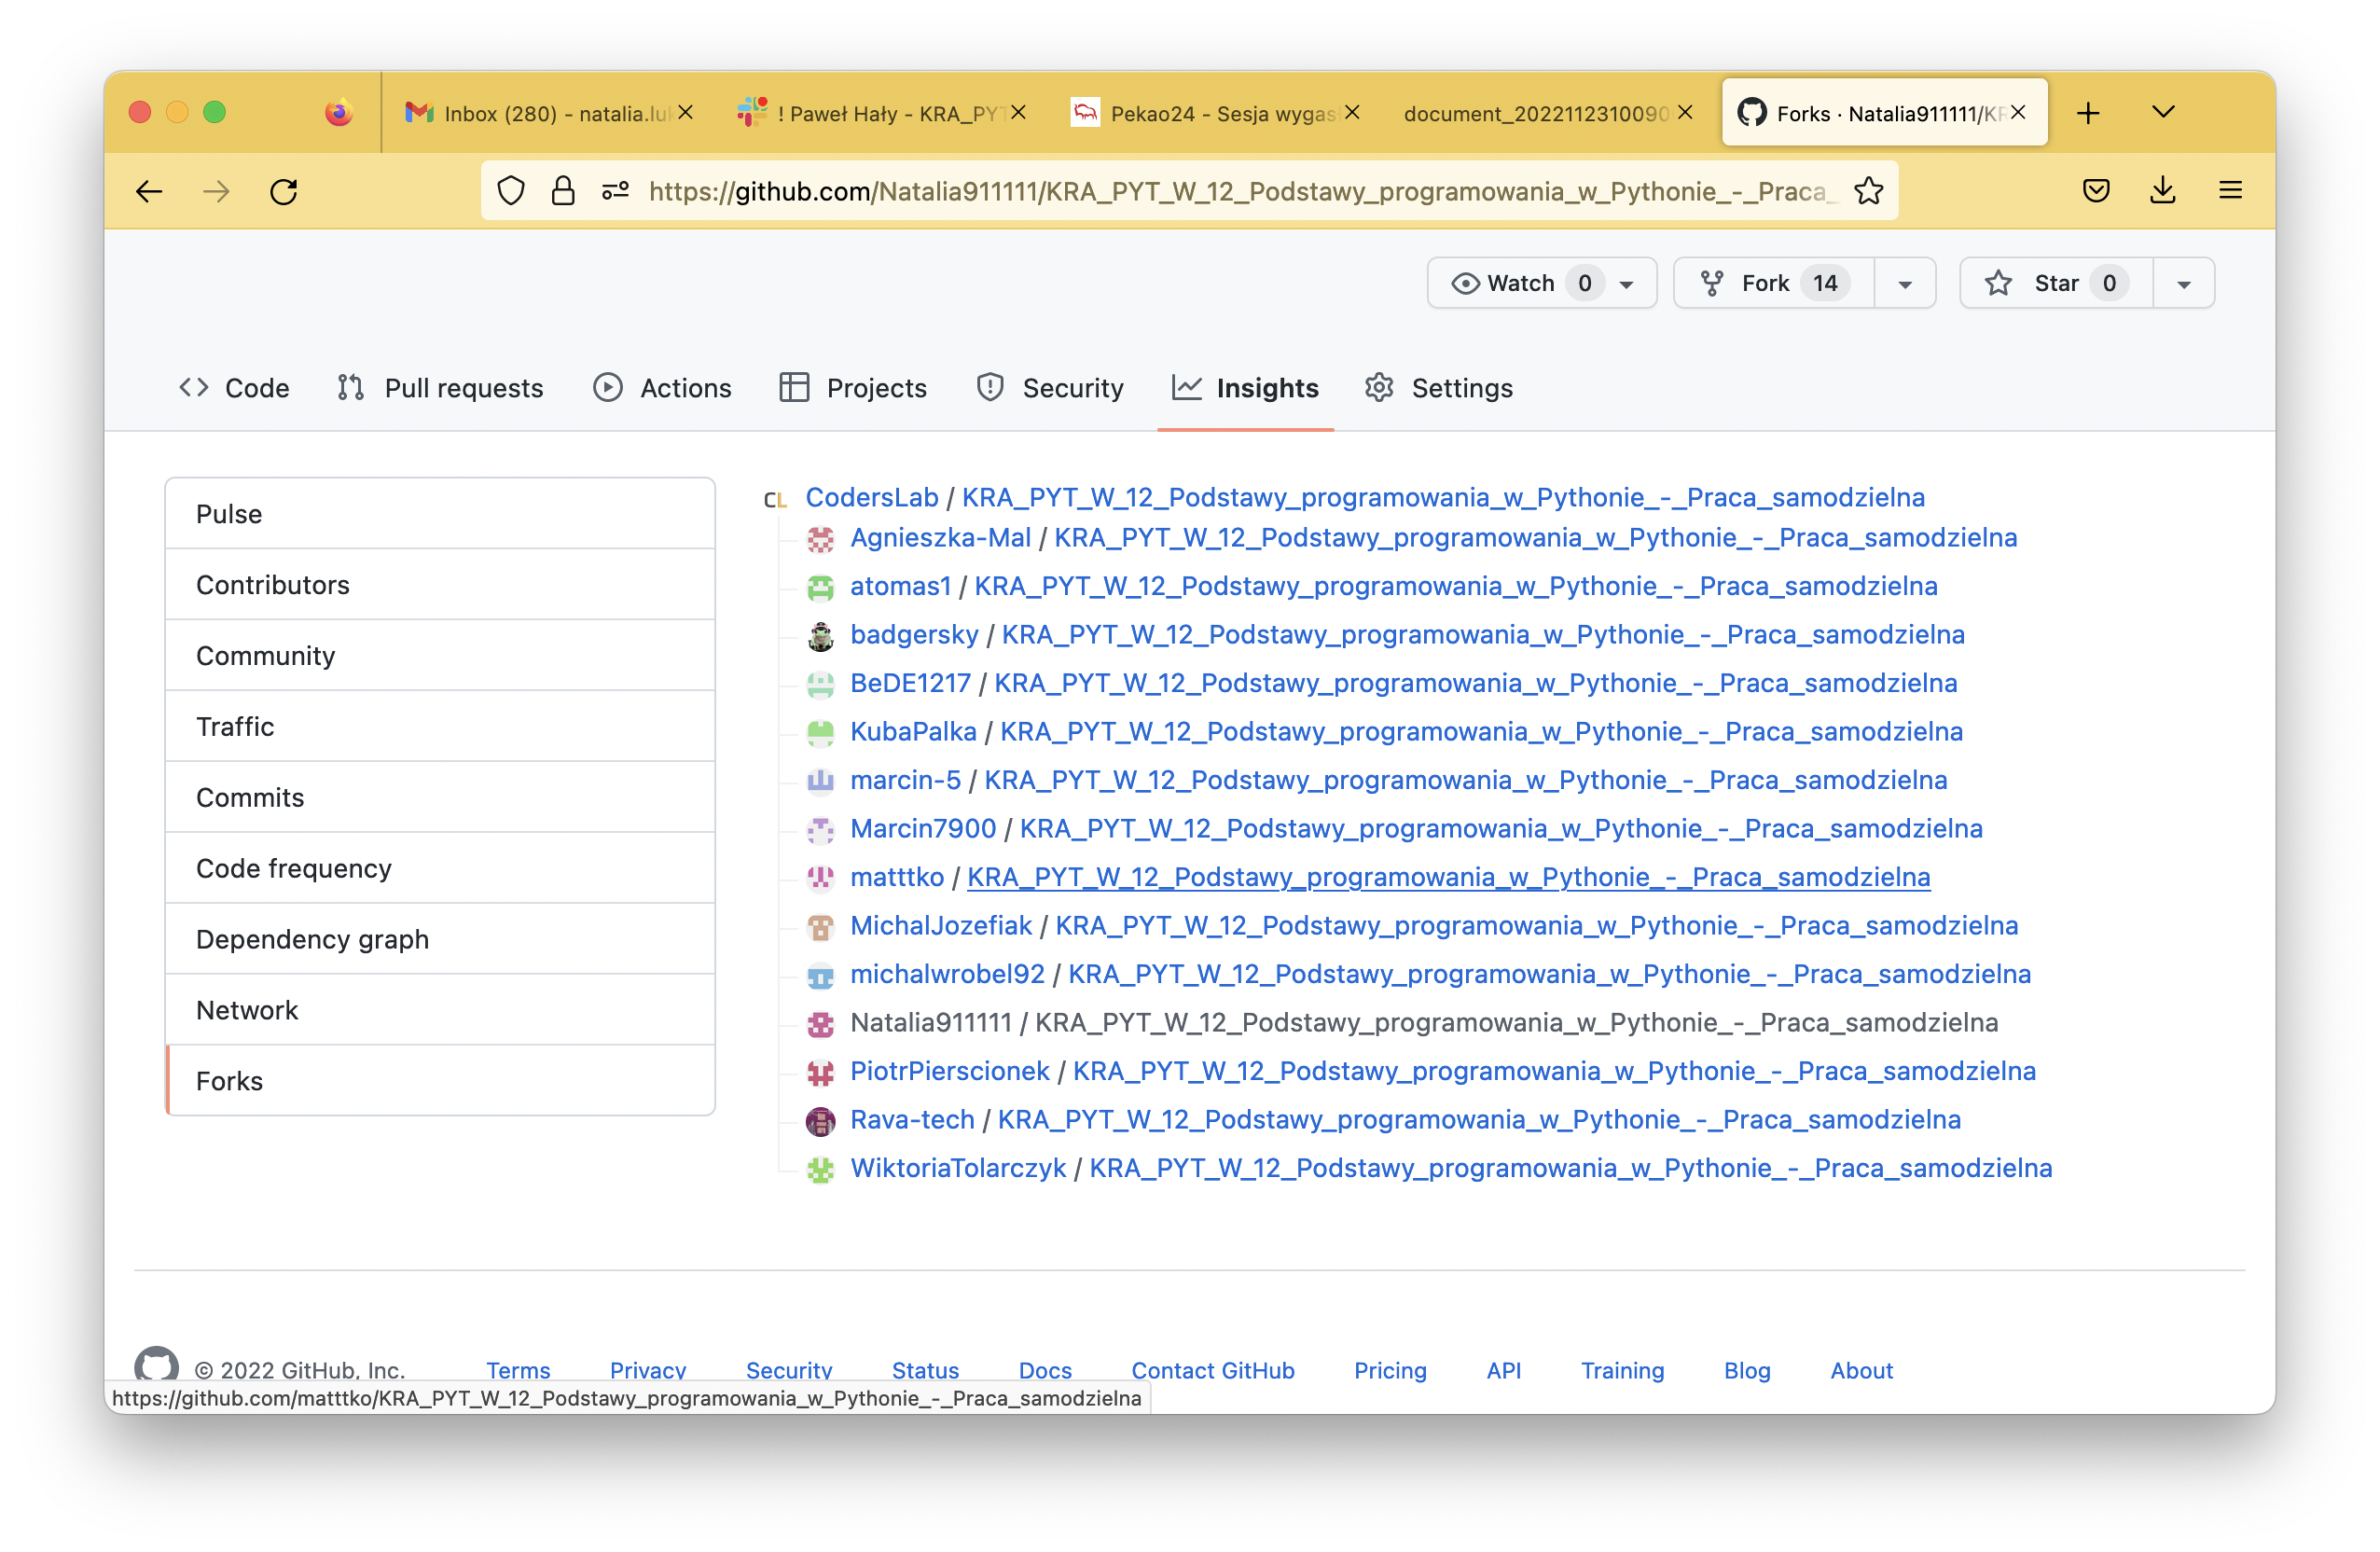 Inbox (280) - natalia.luk
! Paweł Hały - KRA_PYT
Pekao24 - Sesja wygas
document_2022112310090
Forks · Natalia911111/KR
https://github.com/Natalia911111/KRA_PYT_W_12_Podstawy_programowania_w_Pythonie_-_Praca_
Watch 0
Fork 14
Star 0
Code
Pull requests
Actions
Projects
Security
Insights
Settings
Pulse
Contributors
Community
Traffic
Commits
Code frequency
Dependency graph
Network
Forks
CL CodersLab / KRA_PYT_W_12_Podstawy_programowania_w_Pythonie_-_Praca_samodzielna
Agnieszka-Mal / KRA_PYT_W_12_Podstawy_programowania_w_Pythonie_-_Praca_samodzielna
atomas1 / KRA_PYT_W_12_Podstawy_programowania_w_Pythonie_-_Praca_samodzielna
badgersky / KRA_PYT_W_12_Podstawy_programowania_w_Pythonie_-_Praca_samodzielna
BeDE1217 / KRA_PYT_W_12_Podstawy_programowania_w_Pythonie_-_Praca_samodzielna
KubaPalka / KRA_PYT_W_12_Podstawy_programowania_w_Pythonie_-_Praca_samodzielna
marcin-5 / KRA_PYT_W_12_Podstawy_programowania_w_Pythonie_-_Praca_samodzielna
Marcin7900 / KRA_PYT_W_12_Podstawy_programowania_w_Pythonie_-_Praca_samodzielna
matttko / KRA_PYT_W_12_Podstawy_programowania_w_Pythonie_-_Praca_samodzielna
MichalJozefiak / KRA_PYT_W_12_Podstawy_programowania_w_Pythonie_-_Praca_samodzielna
michalwrobel92 / KRA_PYT_W_12_Podstawy_programowania_w_Pythonie_-_Praca_samodzielna
Natalia911111 / KRA_PYT_W_12_Podstawy_programowania_w_Pythonie_-_Praca_samodzielna
PiotrPierscionek / KRA_PYT_W_12_Podstawy_programowania_w_Pythonie_-_Praca_samodzielna
Rava-tech / KRA_PYT_W_12_Podstawy_programowania_w_Pythonie_-_Praca_samodzielna
WiktoriaTolarczyk / KRA_PYT_W_12_Podstawy_programowania_w_Pythonie_-_Praca_samodzielna
© 2022 GitHub, Inc.
Terms
Privacy
Security
Status
Docs
Contact GitHub
Pricing
API
Training
Blog
About
https://github.com/matttko/KRA_PYT_W_12_Podstawy_programowania_w_Pythonie_-_Praca_samodzielna